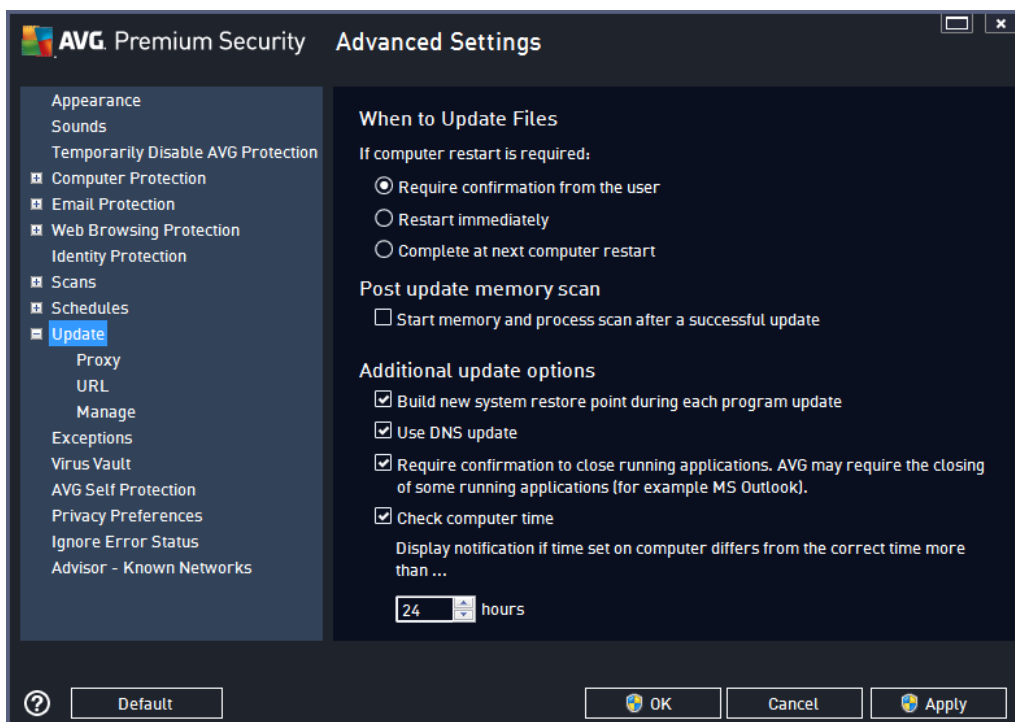 AVG. Premium Security
Advanced Settings
Appearance
Sounds
Temporarily Disable AVG Protection
Computer Protection
Email Protection
Web Browsing Protection
Identity Protection
Scans
Schedules
Update
Proxy
URL
Manage
Exceptions
Virus Vault
AVG Self Protection
Privacy Preferences
Ignore Error Status
Advisor - Known Networks
When to Update Files
If computer restart is required:
Require confirmation from the user
Restart immediately
Complete at next computer restart
Post update memory scan
Start memory and process scan after a successful update
Additional update options
Build new system restore point during each program update
Use DNS update
Require confirmation to close running applications. AVG may require the closing
of some running applications (for example MS Outlook).
Check computer time
Display notification if time set on computer differs from the correct time more
than ...
24 hours
? Default
OK
Cancel
Apply